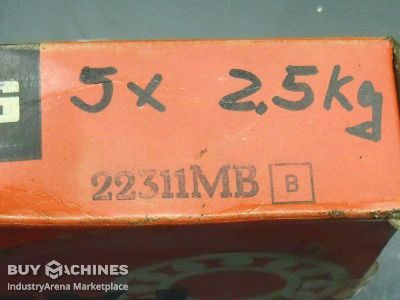 5x 2.5kg
22311MB B
BUY MACHINES
IndustryArena Marketplace